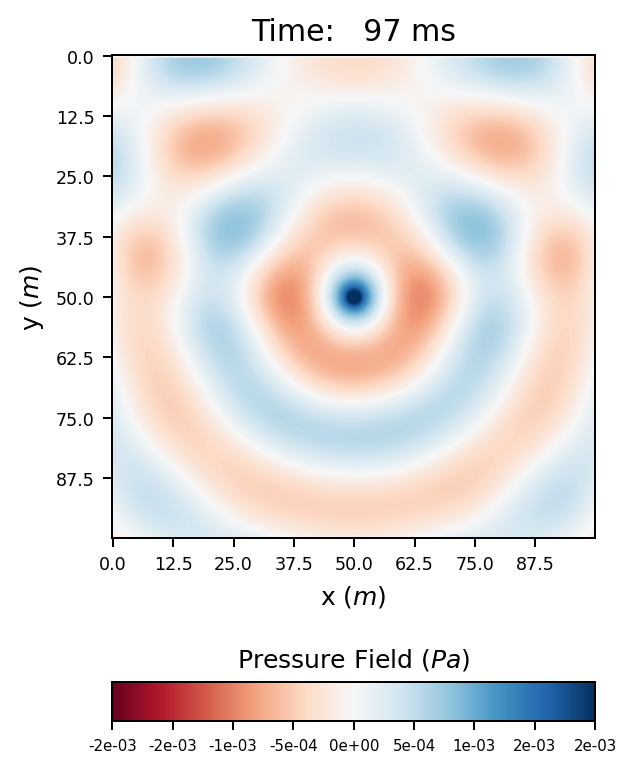 Time: 97 ms
0.0
12.5
25.0
37.5
50.0
62.5
75.0
87.5
y (m)
0.0 12.5 25.0 37.5 50.0 62.5 75.0 87.5
x (m)
Pressure Field (Pa)
-2e-03 -2e-03 -1e-03 -5e-04 0e+00 5e-04 1e-03 2e-03 2e-03